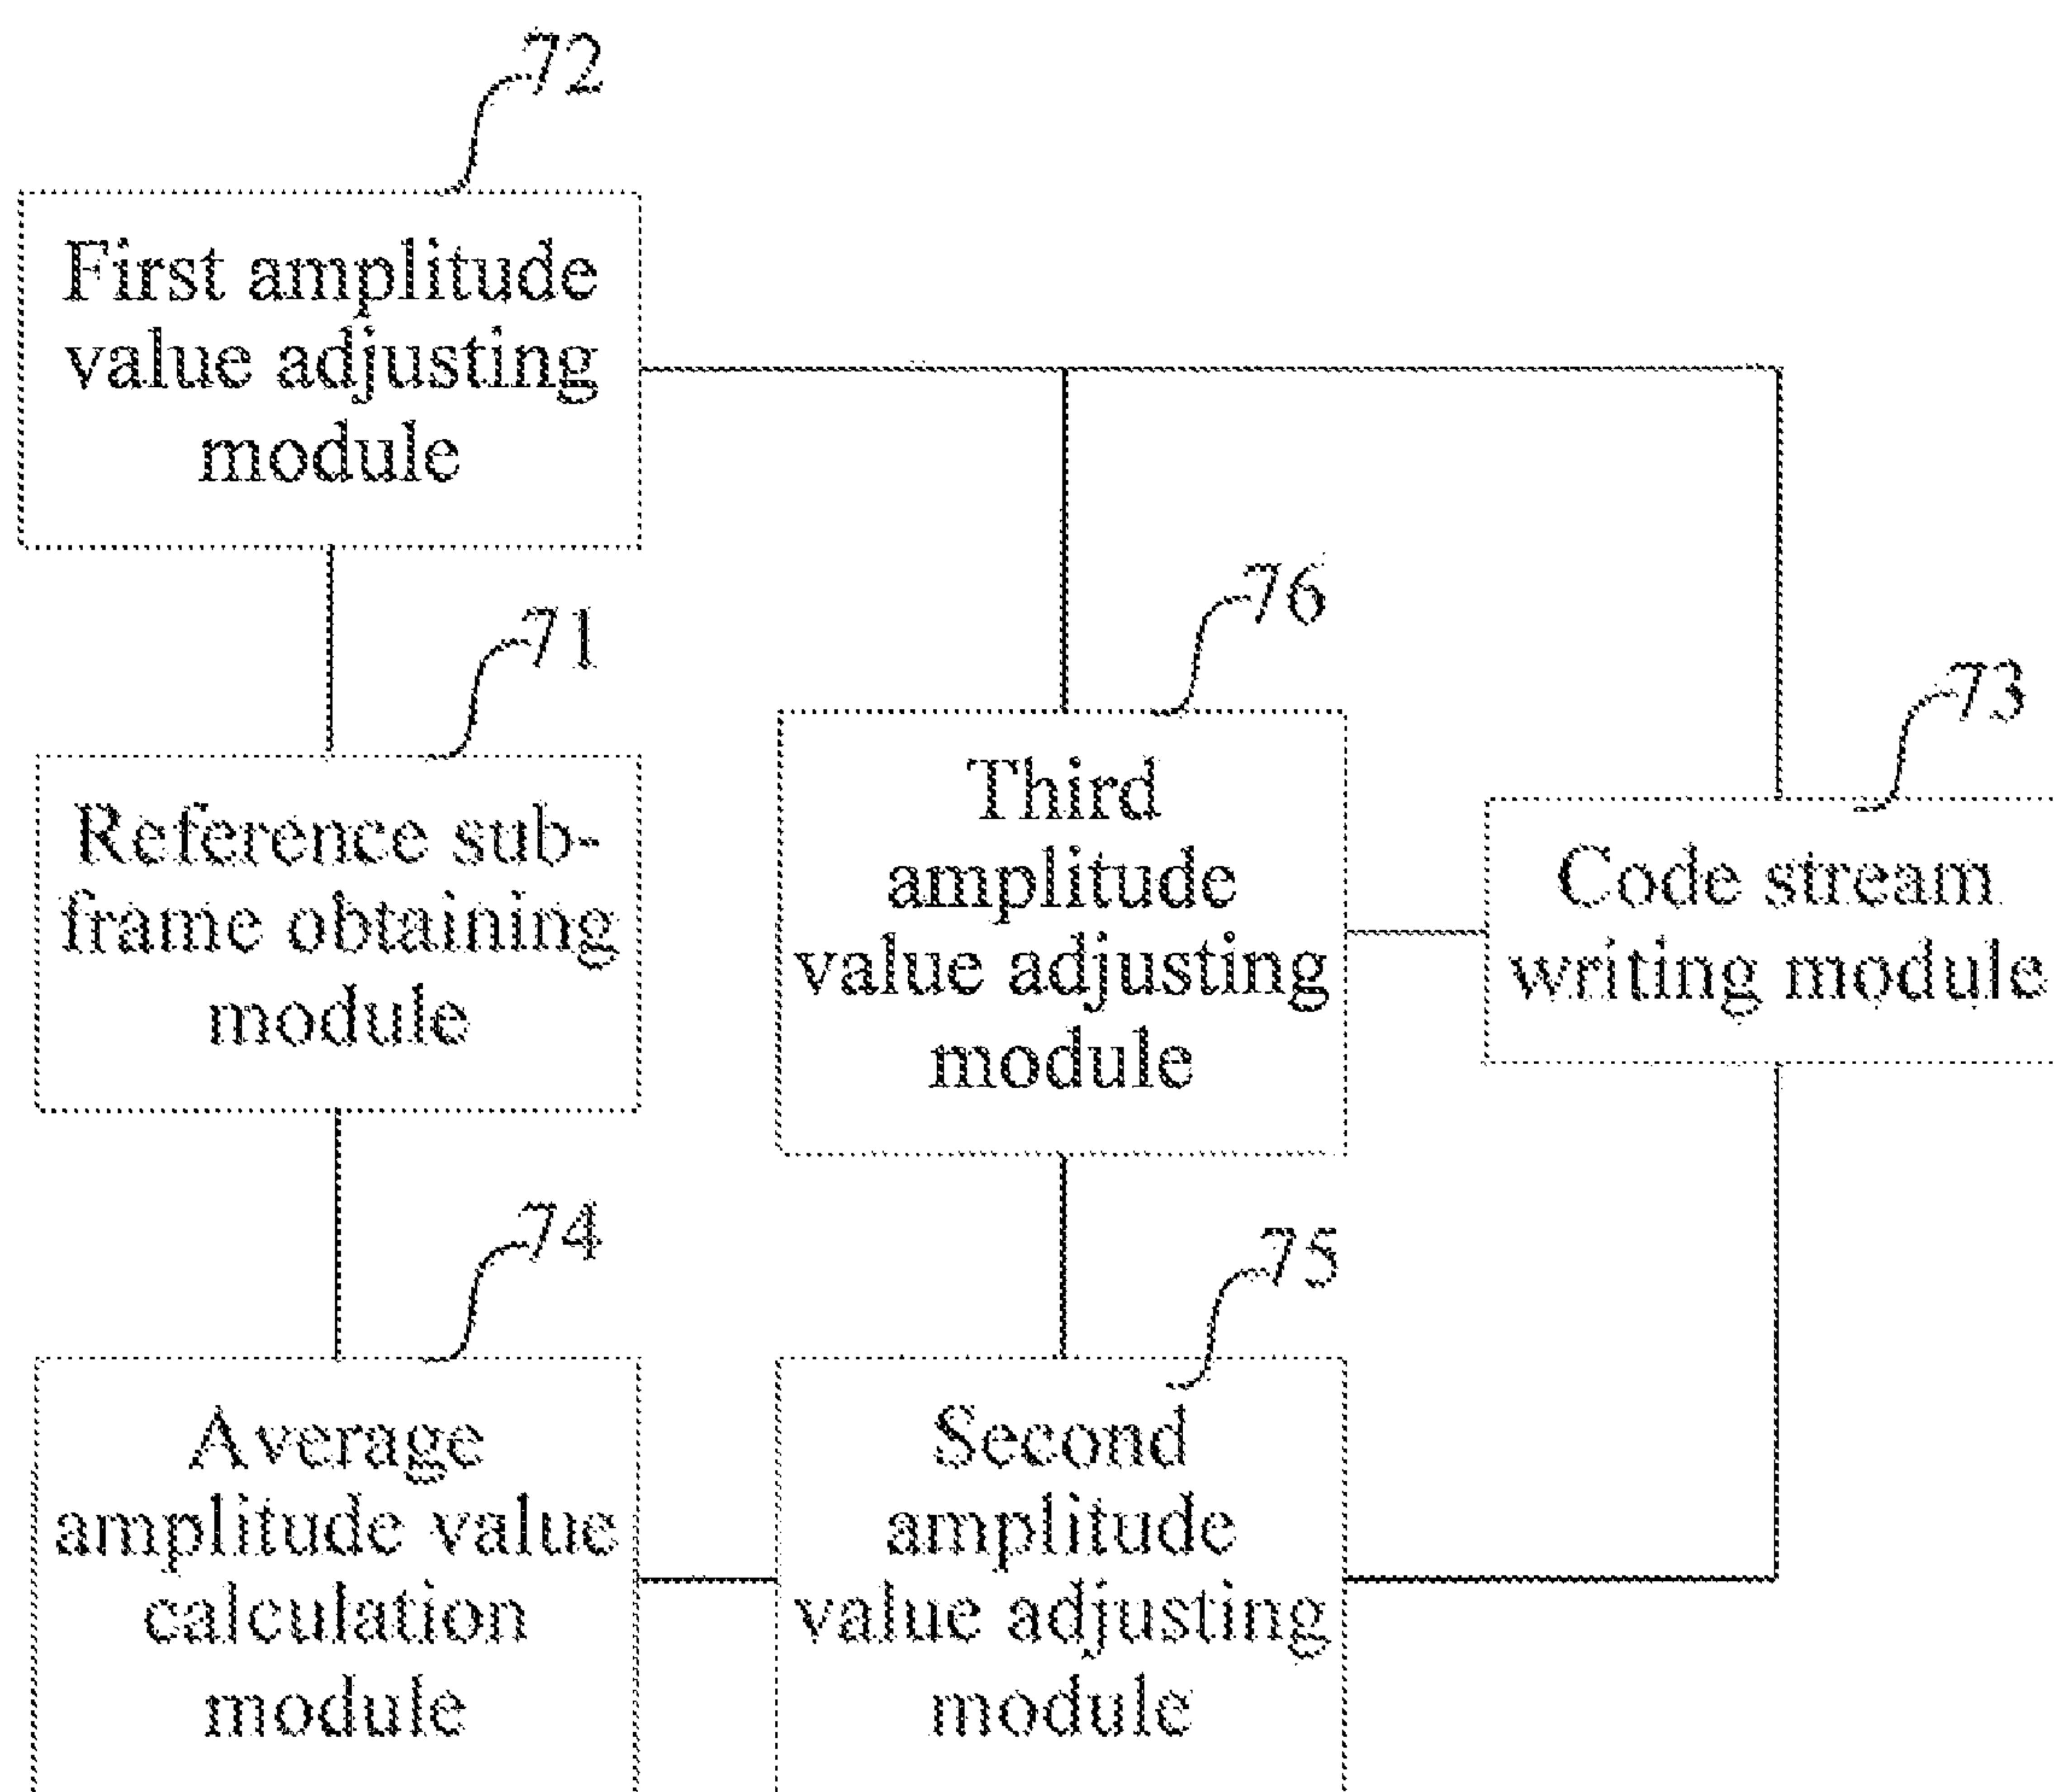 72
First amplitude
value adjusting
module
71
Reference sub-
frame obtaining
module
76
Third
amplitude
value adjusting
module
73
Code stream
writing module
74
Average
amplitude value
calculation
module
75
Second
amplitude
value adjusting
module